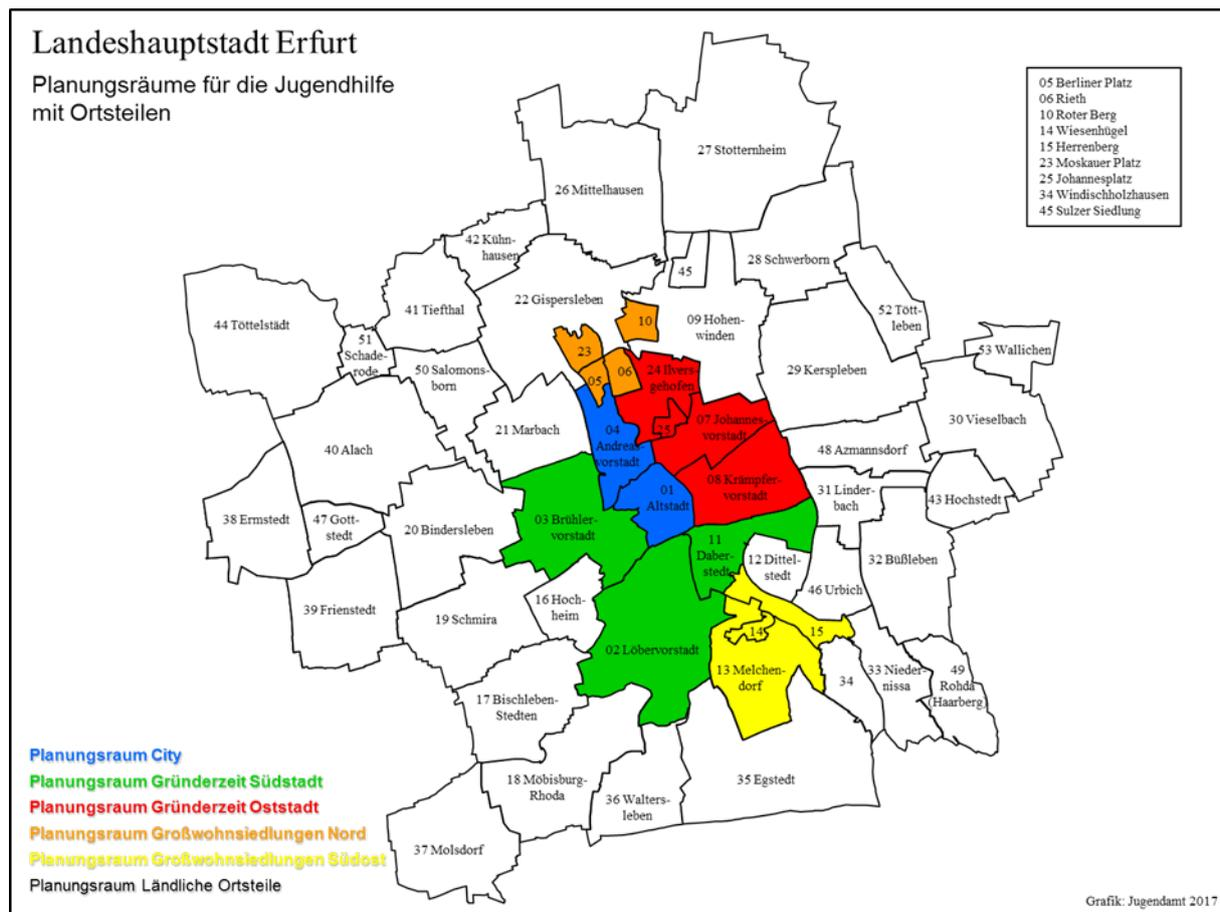 Landeshauptstadt Erfurt
Planungsräume für die Jugendhilfe
mit Ortsteilen
05 Berliner Platz
06 Rieth
10 Roter Berg
14 Wiesenhügel
15 Herrenberg
23 Moskauer Platz
25 Johannesplatz
34 Windischholzhausen
45 Sulzer Siedlung
27 Stotternheim
26 Mittelhausen
42 Kühn-
hausen
45
28 Schwerborn
44 Töttelstädt
41 Tiefthal
22 Gispersleben
10
09 Hohen-
winden
52 Tött-
leben
51
Schade-
rode
50 Salomons-
born
23
05
06
24 Ilvers-
gehofen
29 Kerspleben
53 Wallichen
21 Marbach
04
Andreas-
vorstadt
25
07 Johannes-
vorstadt
30 Vieselbach
40 Alach
48 Azmannsdorf
01
Altstadt
08 Krämpfer-
vorstadt
31 Linder-
bach
43 Hochstedt
38 Ermstedt
47 Gott-
stedt
20 Bindersleben
03 Brühler-
vorstadt
11
Daber-
stedt
12 Dittel-
stedt
32 Büßleben
46 Urbich
39 Frienstedt
19 Schmira
16 Hoch-
heim
02 Löbervorstadt
14
15
13 Melchen-
dorf
34
33 Nieder-
nissa
49
Rohda
(Haarberg)
17 Bischleben-
Stedten
18 Möbisburg-
Rhoda
36 Walters-
leben
35 Egstedt
37 Molsdorf
Planungsraum City
Planungsraum Gründerzeit Südstadt
Planungsraum Gründerzeit Oststadt
Planungsraum Großwohnsiedlungen Nord
Planungsraum Großwohnsiedlungen Südost
Planungsraum Ländliche Ortsteile
Grafik: Jugendamt 2017